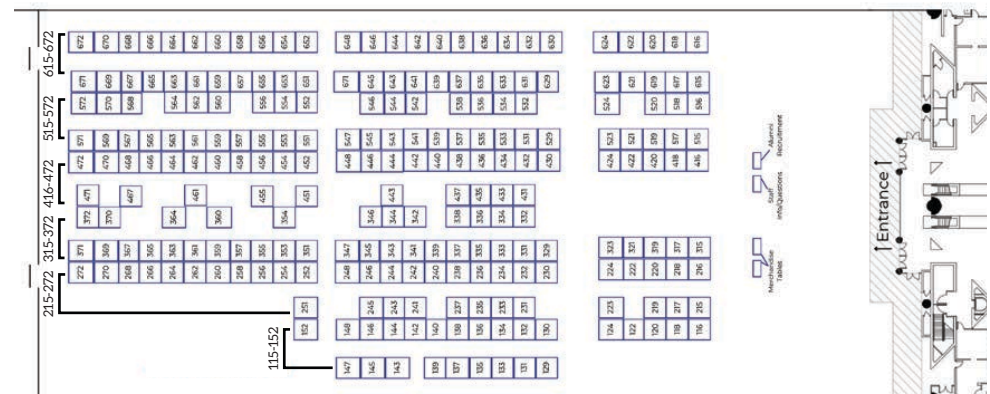 615-672
672 670 668 666 664 662 660 658 656 654 652 648 646 644 642 640 638 636 634 632 630 624 622 620 618 616
671 669 667 665 663 661 659 657 655 653 651 671 645 643 641 639 637 635 633 631 629 623 621 619 617 615
572 570 568 564 562 560 556 554 552 546 544 542 538 536 534 532 524 520 518 516
515-572
571 569 567 565 563 561 559 557 555 553 551 547 545 543 541 539 537 535 533 531 529 523 521 519 517 515
472 470 468 466 464 462 460 458 456 454 452 448 446 444 442 440 438 436 434 432 430 424 422 420 418 416
416-472
471 467 461 455 451 443 437 435 433 431
372 370 364 360 354 346 344 342 338 336 334 332
315-372
371 369 367 365 363 361 359 357 355 353 351 347 345 343 341 339 337 335 333 331 329 323 321 319 317 315
272 270 268 266 264 262 260 258 256 254 252 248 246 244 242 240 238 236 234 232 230 224 222 220 218 216
215-272
251 245 243 241 237 235 233 231 223 219 217 215
152 148 146 144 142 140 138 136 134 132 130 124 122 120 118 116
115-152
147 145 143 139 137 135 133 131 129
Alumni
Recruitment
Staff
Info/Questions
Merchandise
Tables
Entrance